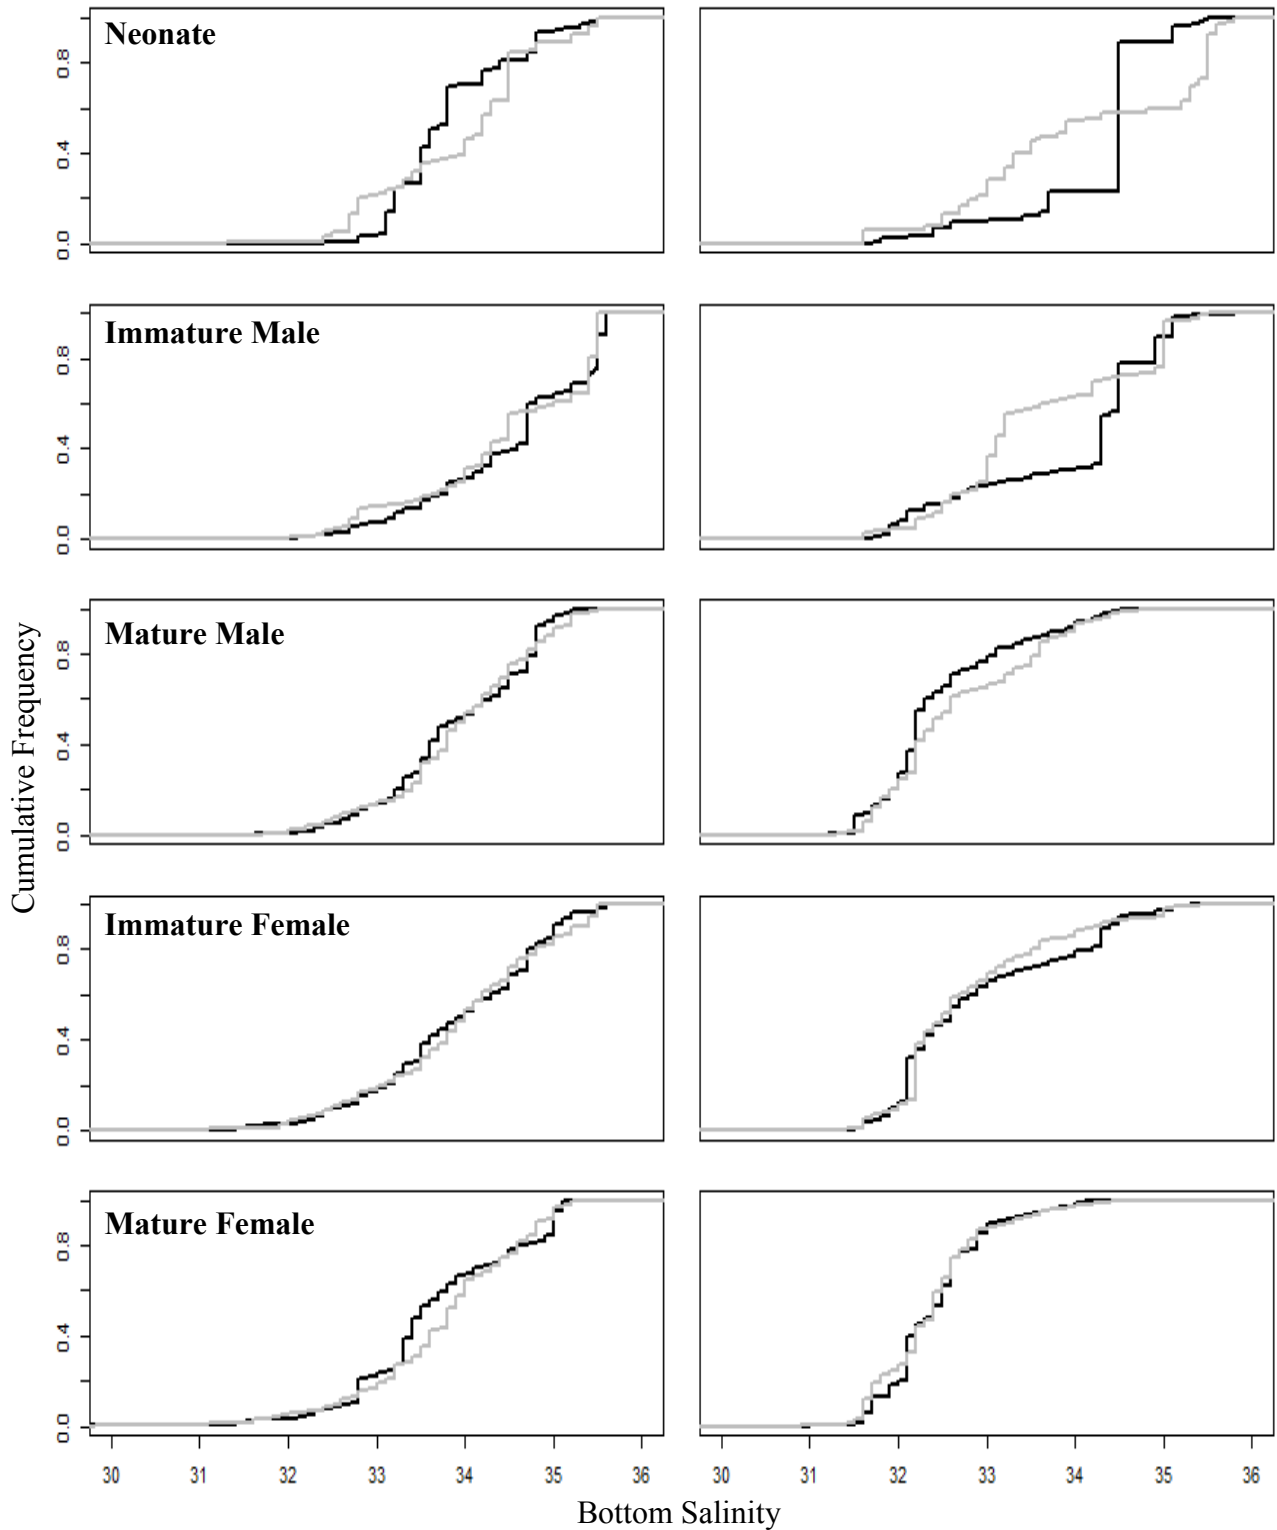 Neonate
0.0 0.4 0.8
Immature Male
0.0 0.4 0.8
Mature Male
0.0 0.4 0.8
Immature Female
0.0 0.4 0.8
Mature Female
0.0 0.4 0.8
Cumulative Frequency
30 31 32 33 34 35 36
30 31 32 33 34 35 36
Bottom Salinity